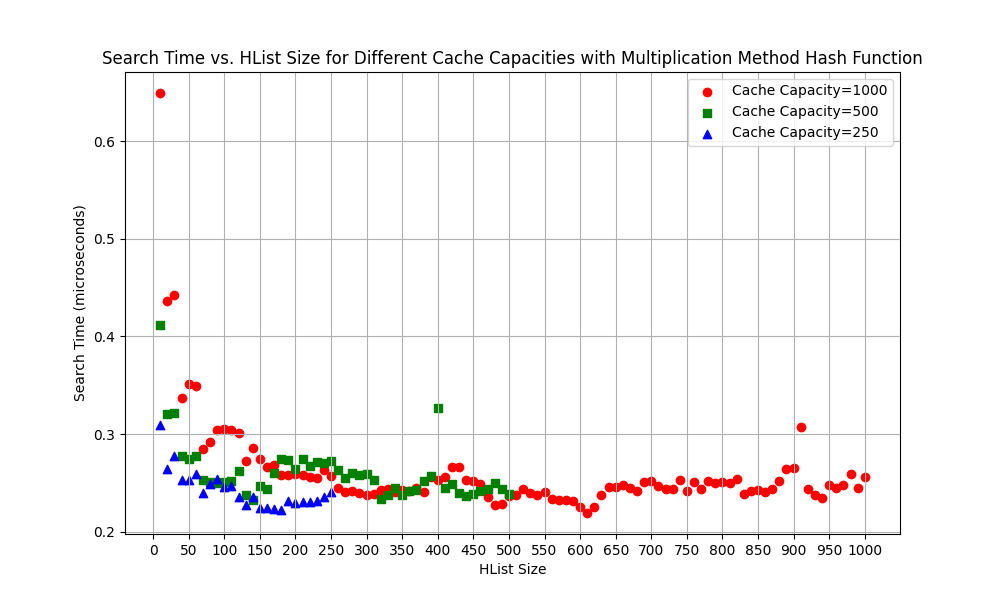 Search Time vs. HList Size for Different Cache Capacities with Multiplication Method Hash Function
Cache Capacity=1000
Cache Capacity=500
Cache Capacity=250
Search Time (microseconds)
0.6
0.5
0.4
0.3
0.2
0 50 100 150 200 250 300 350 400 450 500 550 600 650 700 750 800 850 900 950 1000
HList Size